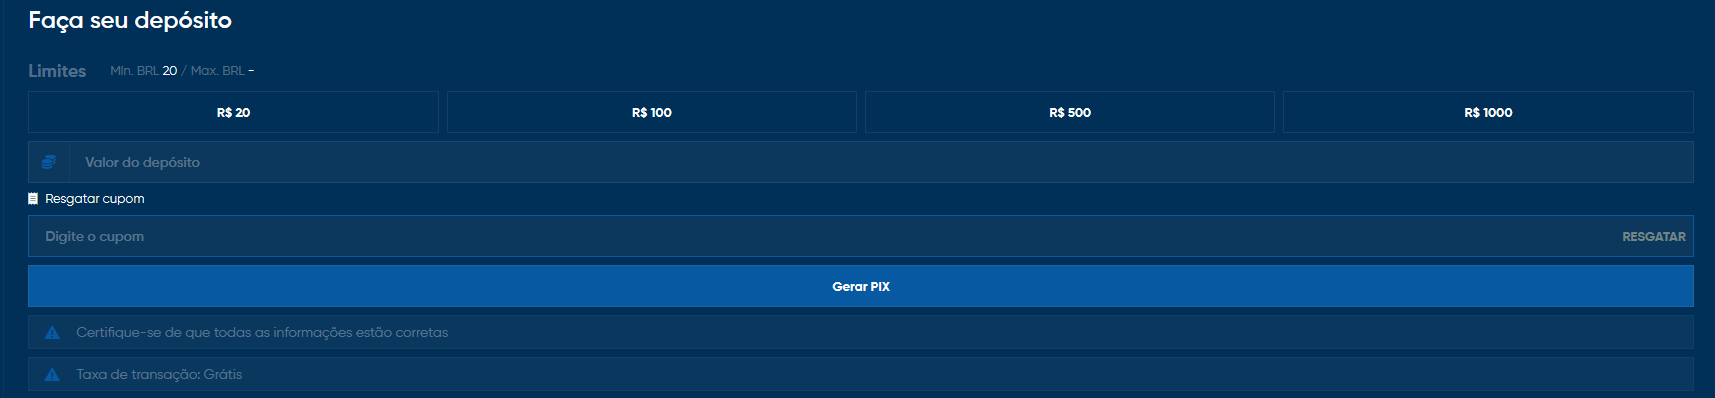 Faça seu depósito
Limites Mín. BRL 20 / Max. BRL -
R$ 20 R$ 100 R$ 500 R$ 1000
Valor do depósito
Resgatar cupom
Digite o cupom RESGATAR
Gerar PIX
Certifique-se de que todas as informações estão corretas
Taxa de transação: Grátis